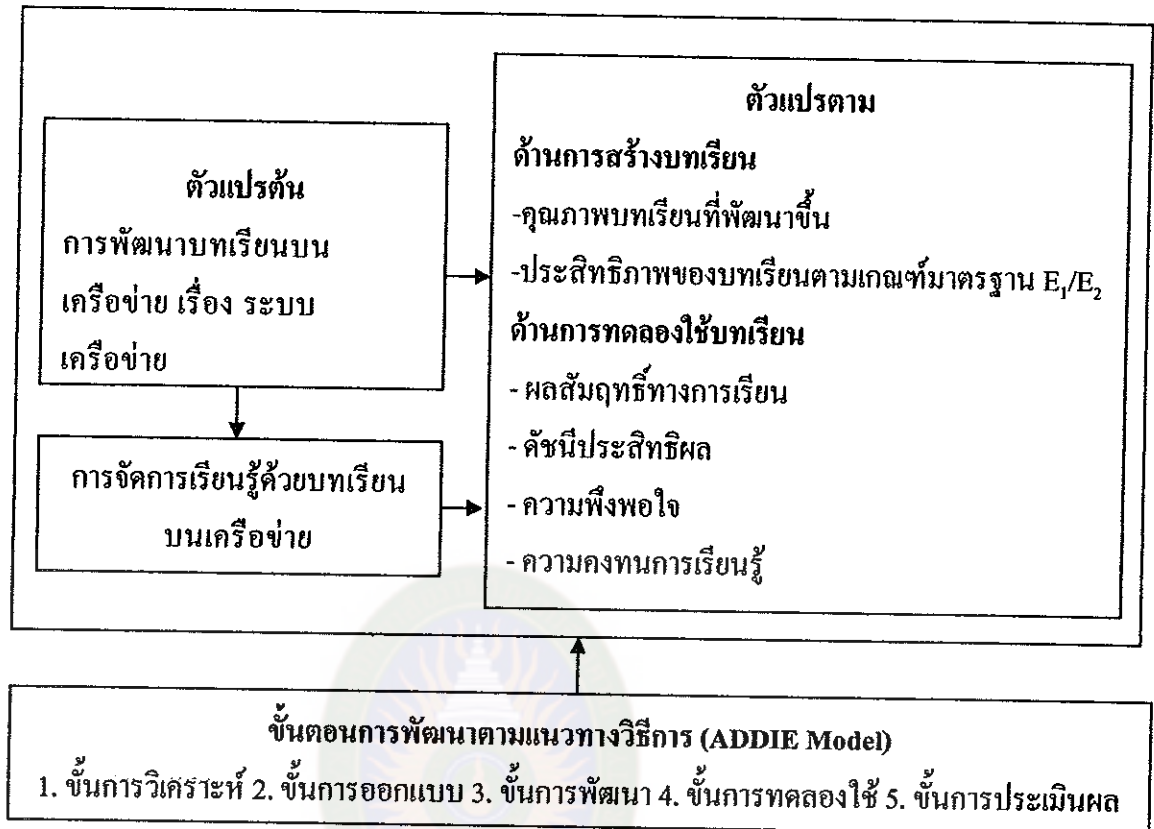 ตัวแปรต้น
การพัฒนาบทเรียนบน
เครือข่าย เรื่อง ระบบ
เครือข่าย
การจัดการเรียนรู้ด้วยบทเรียน
บนเครือข่าย
ตัวแปรตาม
ด้านการสร้างบทเรียน
-คุณภาพบทเรียนที่พัฒนาขึ้น
-ประสิทธิภาพของบทเรียนตามเกณฑ์มาตรฐาน E₁/E₂
ด้านการทดลองใช้บทเรียน
- ผลสัมฤทธิ์ทางการเรียน
- ดัชนีประสิทธิผล
- ความพึงพอใจ
- ความคงทนการเรียนรู้
ขั้นตอนการพัฒนาตามแนวทางวิธีการ (ADDIE Model)
1. ขั้นการวิเคราะห์ 2. ขั้นการออกแบบ 3. ขั้นการพัฒนา 4. ขั้นการทดลองใช้ 5. ขั้นการประเมินผล